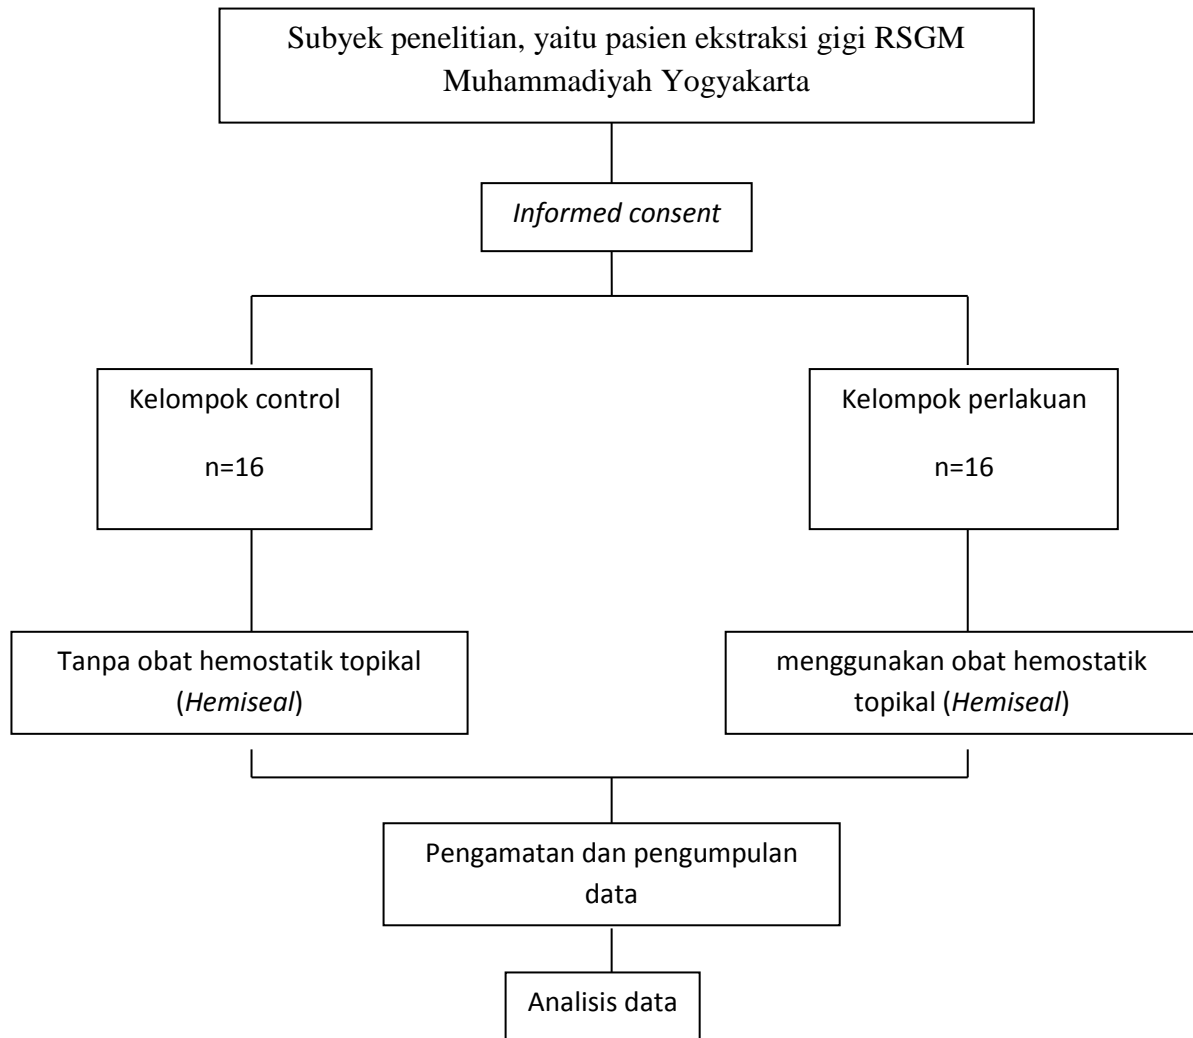 Subyek penelitian, yaitu pasien ekstraksi gigi RSGM
Muhammadiyah Yogyakarta
Informed consent
Kelompok control
n=16
Kelompok perlakuan
n=16
Tanpa obat hemostatik topikal
(Hemiseal)
menggunakan obat hemostatik
topikal (Hemiseal)
Pengamatan dan pengumpulan
data
Analisis data